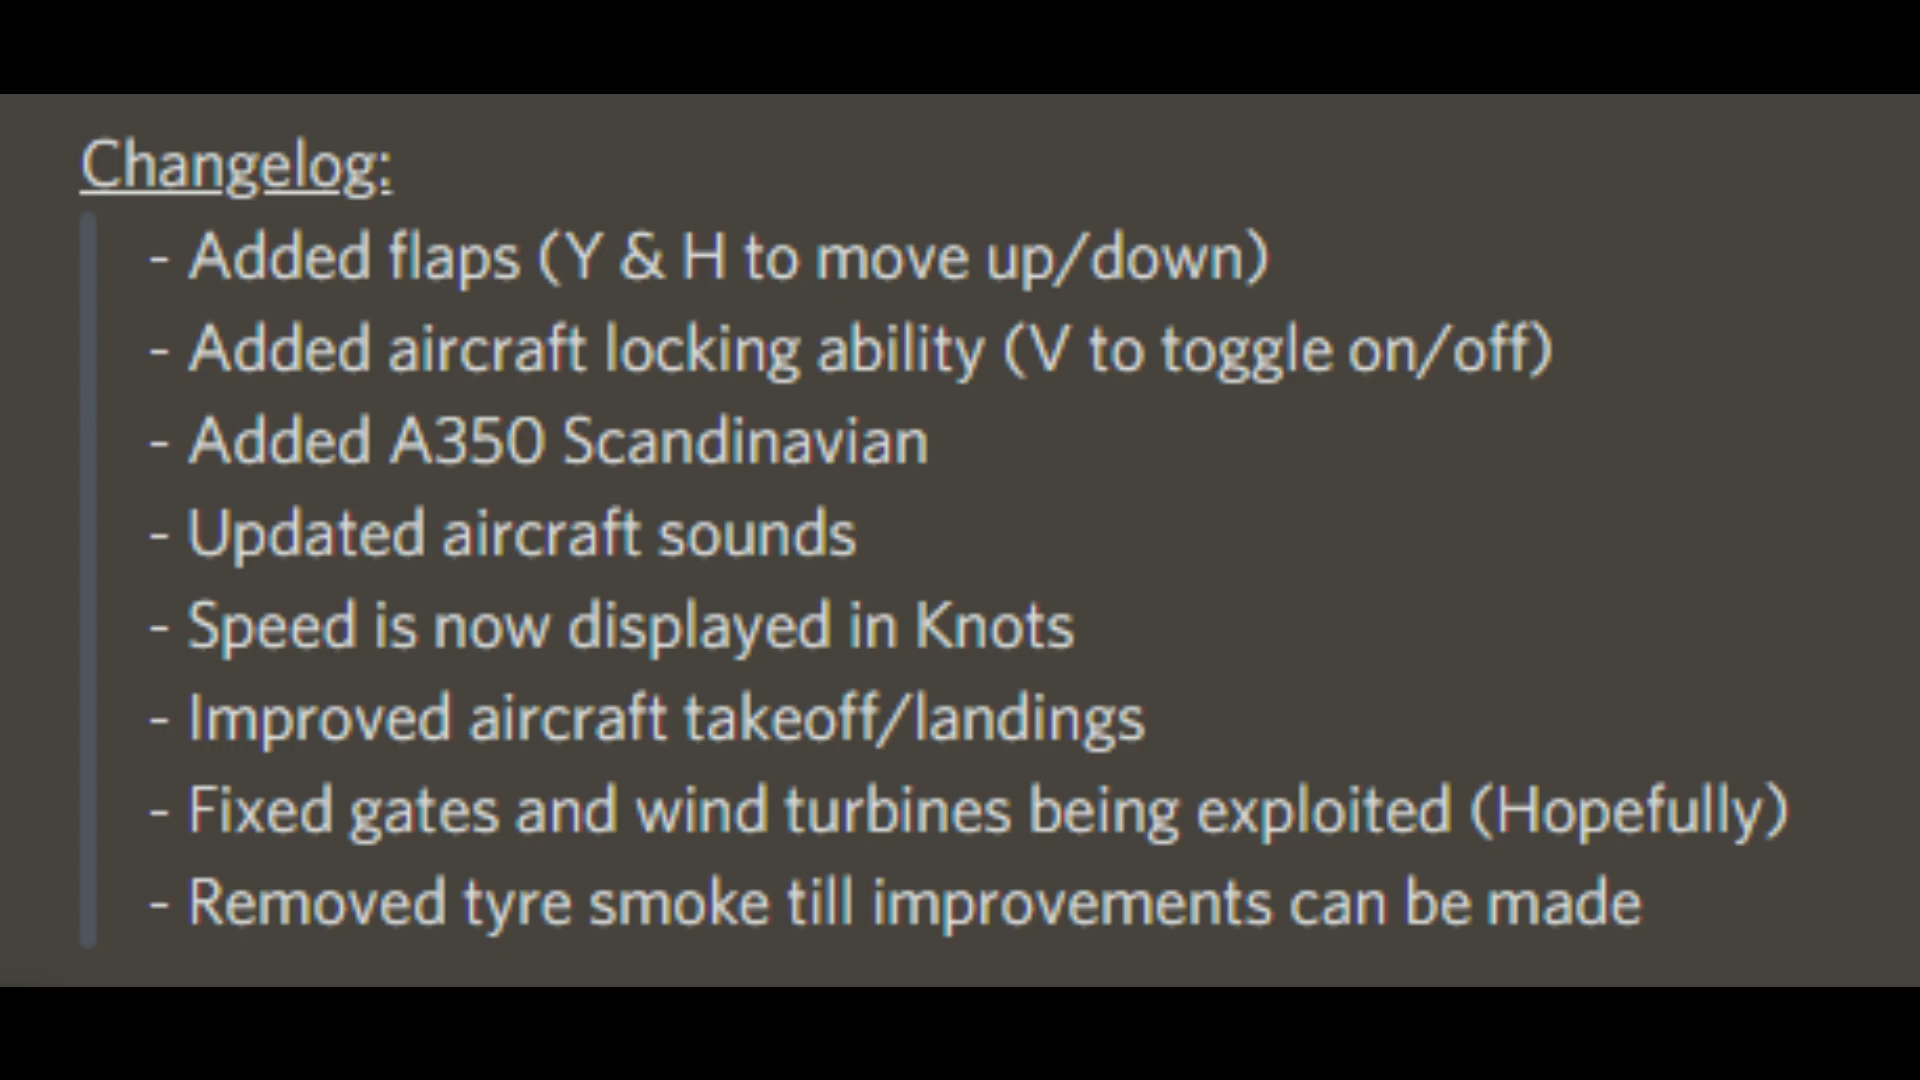 Changelog:
- Added flaps (Y & H to move up/down)
- Added aircraft locking ability (V to toggle on/off)
- Added A350 Scandinavian
- Updated aircraft sounds
- Speed is now displayed in Knots
- Improved aircraft takeoff/landings
- Fixed gates and wind turbines being exploited (Hopefully)
- Removed tyre smoke till improvements can be made